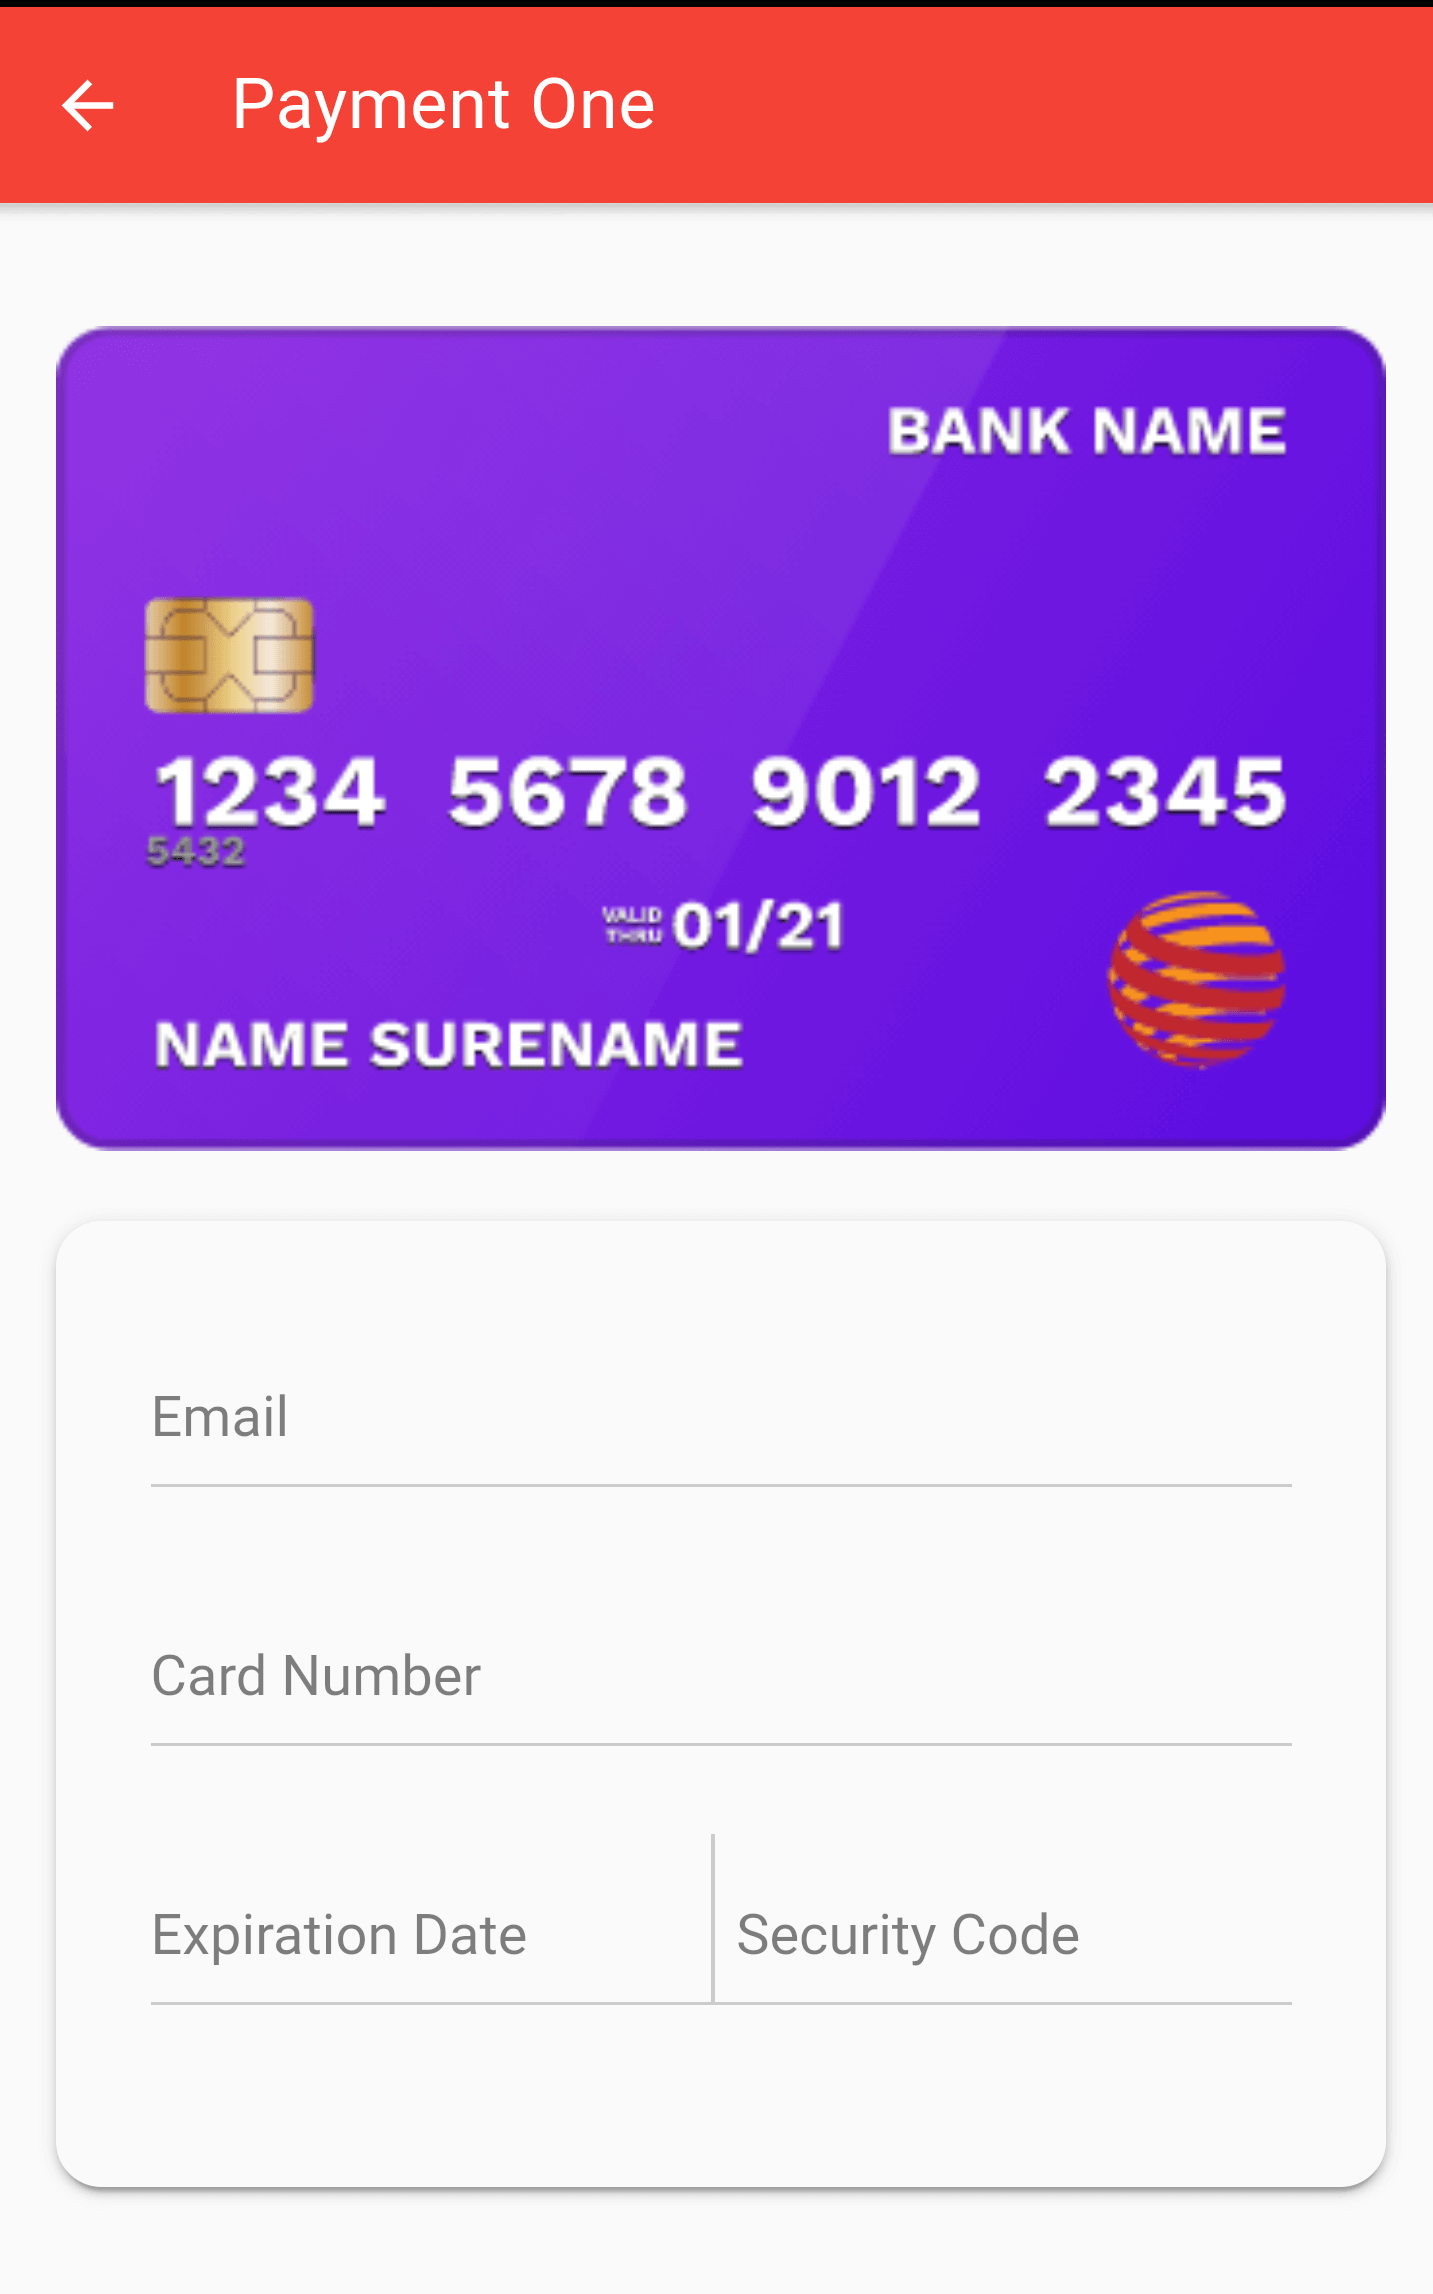 Payment One
BANK NAME
1234 5678 9012 2345
5432
VALID THRU 01/21
NAME SURENAME
Email
Card Number
Expiration Date
Security Code